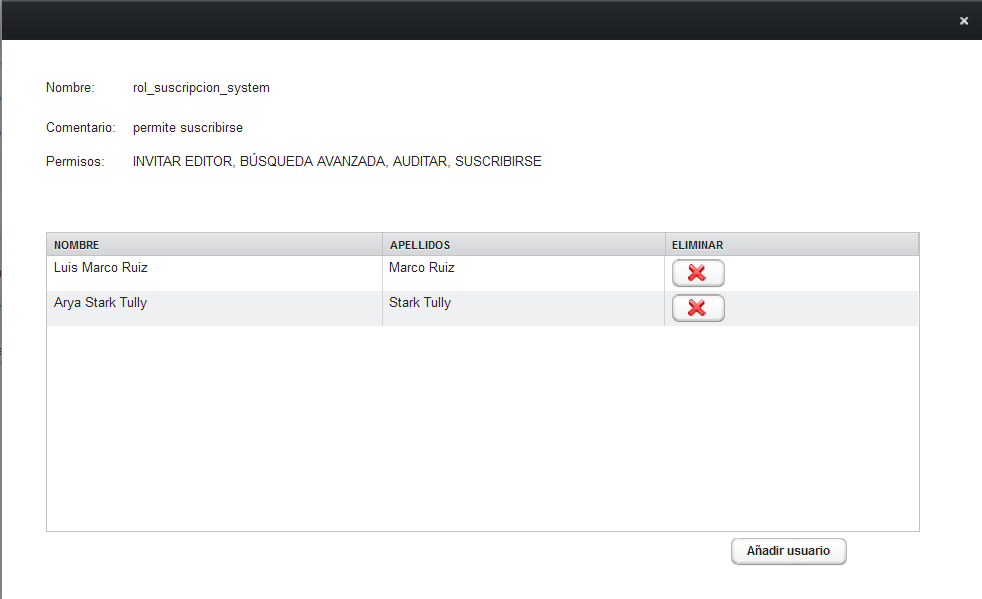 Nombre: rol_suscripcion_system
Comentario: permite suscribirse
Permisos: INVITAR EDITOR, BÚSQUEDA AVANZADA, AUDITAR, SUSCRIBIRSE
NOMBRE APELLIDOS ELIMINAR
Luis Marco Ruiz Marco Ruiz
Arya Stark Tully Stark Tully
Añadir usuario